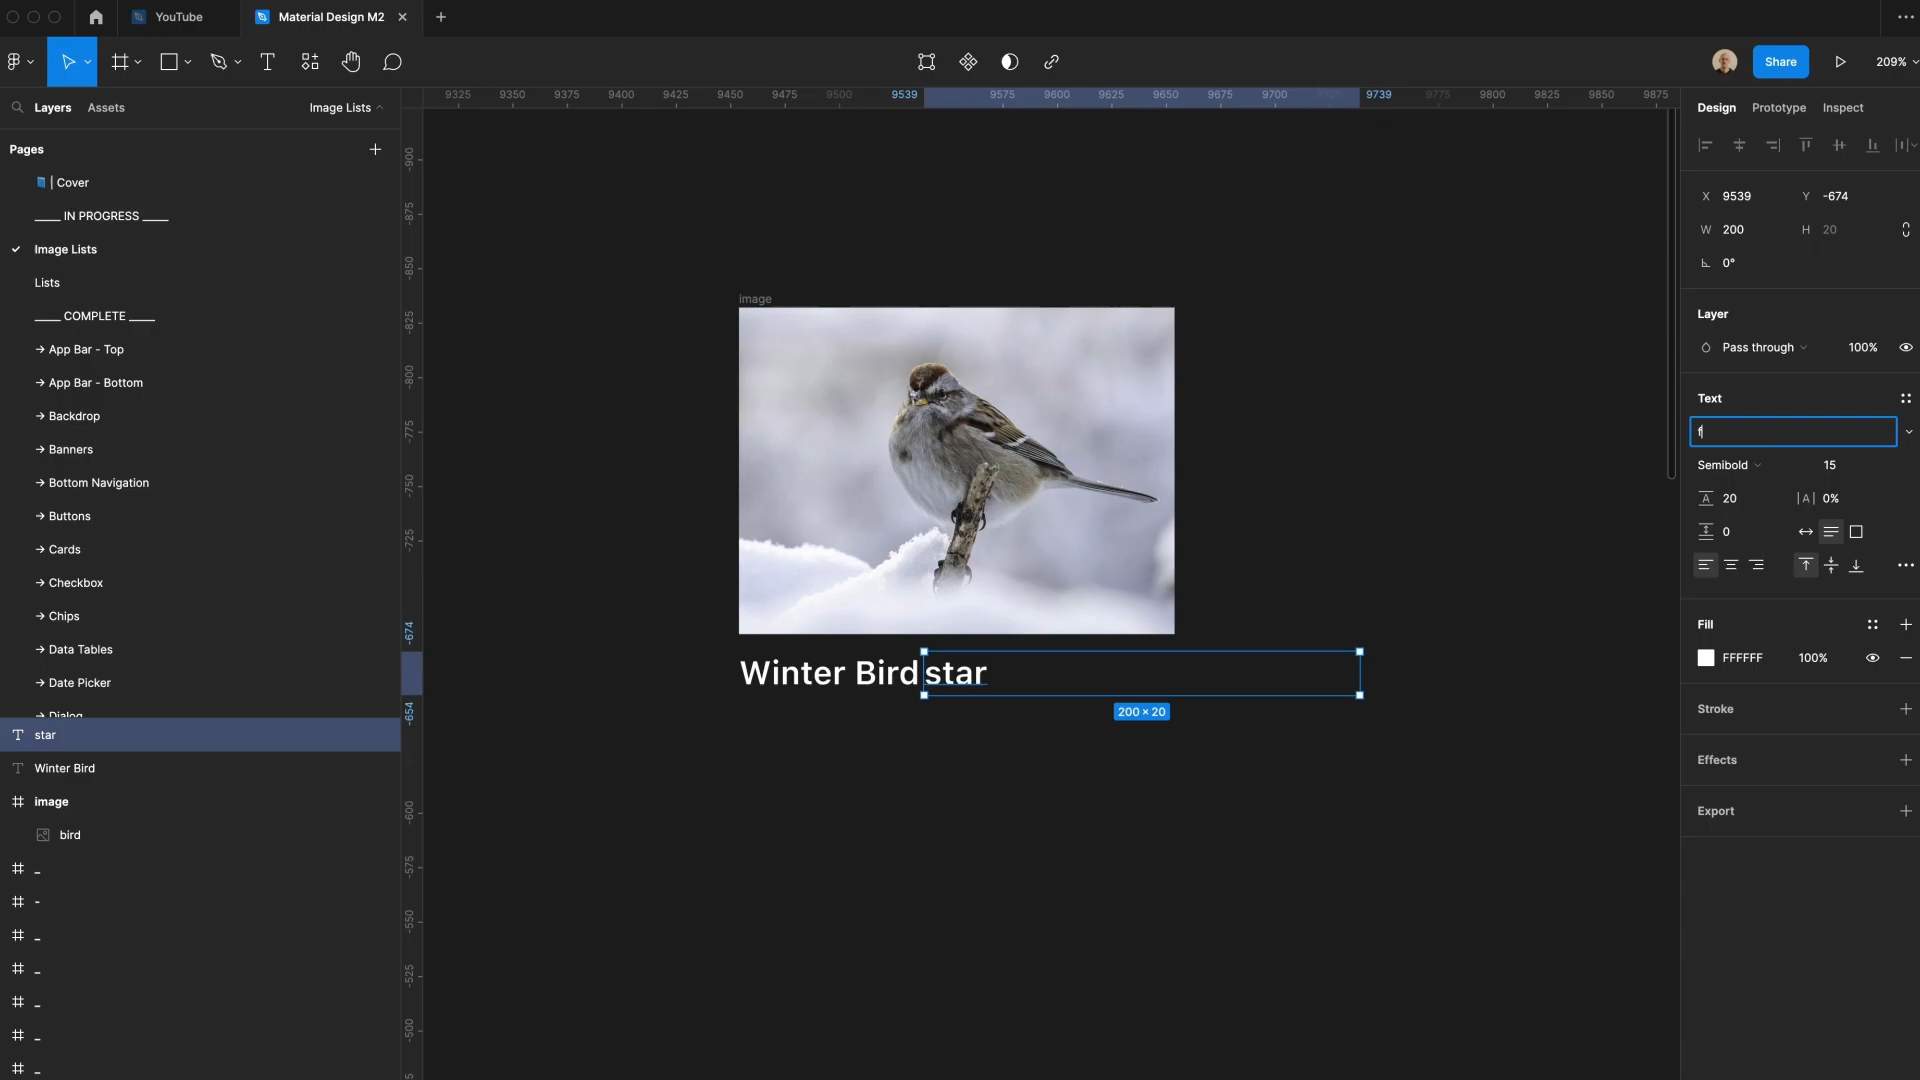 YouTube
Material Design M2
Share
209%
Layers
Assets
Image Lists
9325
9350
9375
9400
9425
9450
9475
9500
9539
9575
9600
9625
9650
9675
9700
9739
9775
9800
9825
9850
9875
Design
Prototype
Inspect
Pages
| Cover
____ IN PROGRESS ____
Image Lists
Lists
____ COMPLETE ____
→ App Bar - Top
→ App Bar - Bottom
→ Backdrop
→ Banners
→ Bottom Navigation
→ Buttons
→ Cards
→ Checkbox
→ Chips
→ Data Tables
→ Date Picker
→ Dialog
star
Winter Bird
image
bird
_
-
_
_
_
_
_
-900
-875
-850
-825
-800
-775
-750
-725
-674
-654
-600
-575
-550
-525
-500
image
Winter Bird
star
200 × 20
X 9539
Y -674
W 200
H 20
0°
Layer
Pass through
100%
Text
f
Semibold
15
20
|A| 0%
0
Fill
FFFFFF
100%
Stroke
Effects
Export